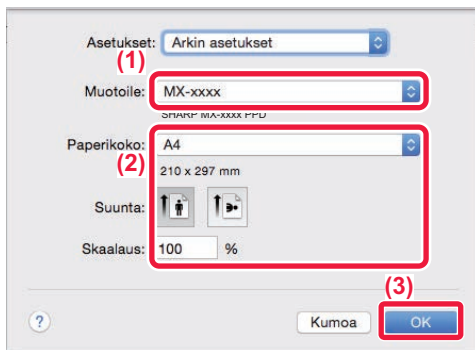 Asetukset: Arkin asetukset
(1)
Muotoile: MX-xxxx
SHARP MX-xxxx PPD
Paperikoko: A4
(2)
210 x 297 mm
Suunta:
Skaalaus: 100 %
(3)
? Kumoa OK